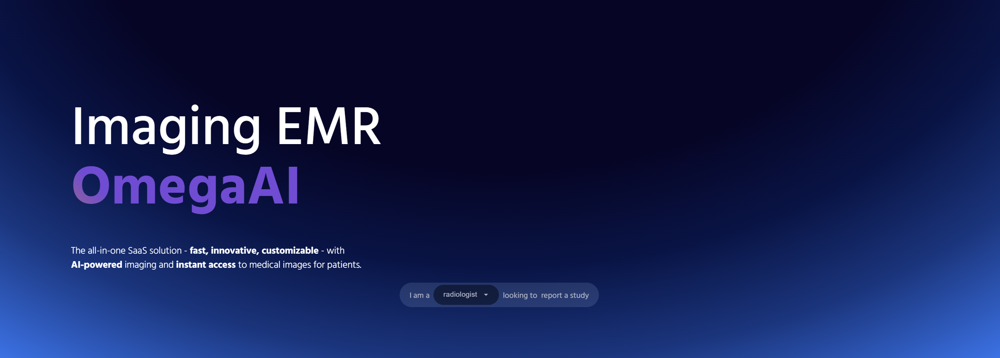 Imaging EMR
OmegaAI
The all-in-one SaaS solution - fast, innovative, customizable - with
AI-powered imaging and instant access to medical images for patients.
I am a radiologist looking to report a study